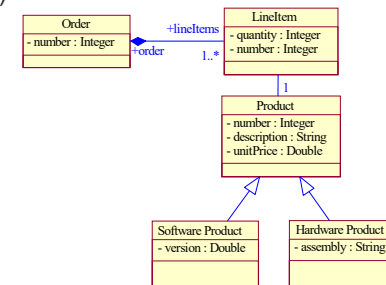 )
Order
- number : Integer
+lineItems
+order
1..*
LineItem
- quantity : Integer
- number : Integer
1
Product
- number : Integer
- description : String
- unitPrice : Double
Software Product
- version : Double
Hardware Product
- assembly : String